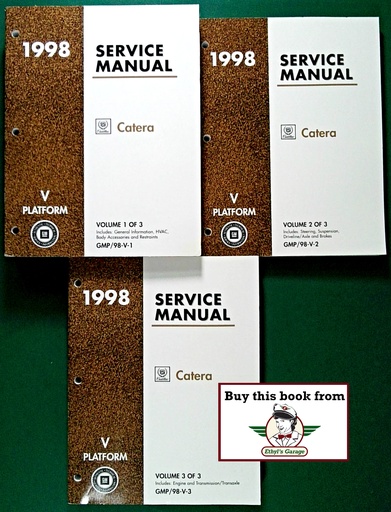 1998
SERVICE
MANUAL
Catera
V
PLATFORM
VOLUME 1 OF 3
Includes: General Information, HVAC,
Body Accessories and Restraints
GMP/98-V-1
1998
SERVICE
MANUAL
Catera
V
PLATFORM
VOLUME 2 OF 3
Includes: Steering, Suspension,
Driveline/Axle and Brakes
GMP/98-V-2
1998
SERVICE
MANUAL
Catera
V
PLATFORM
VOLUME 3 OF 3
Includes: Engine and Transmission/Transaxle
GMP/98-V-3
Buy this book from
Ethyl's Garage